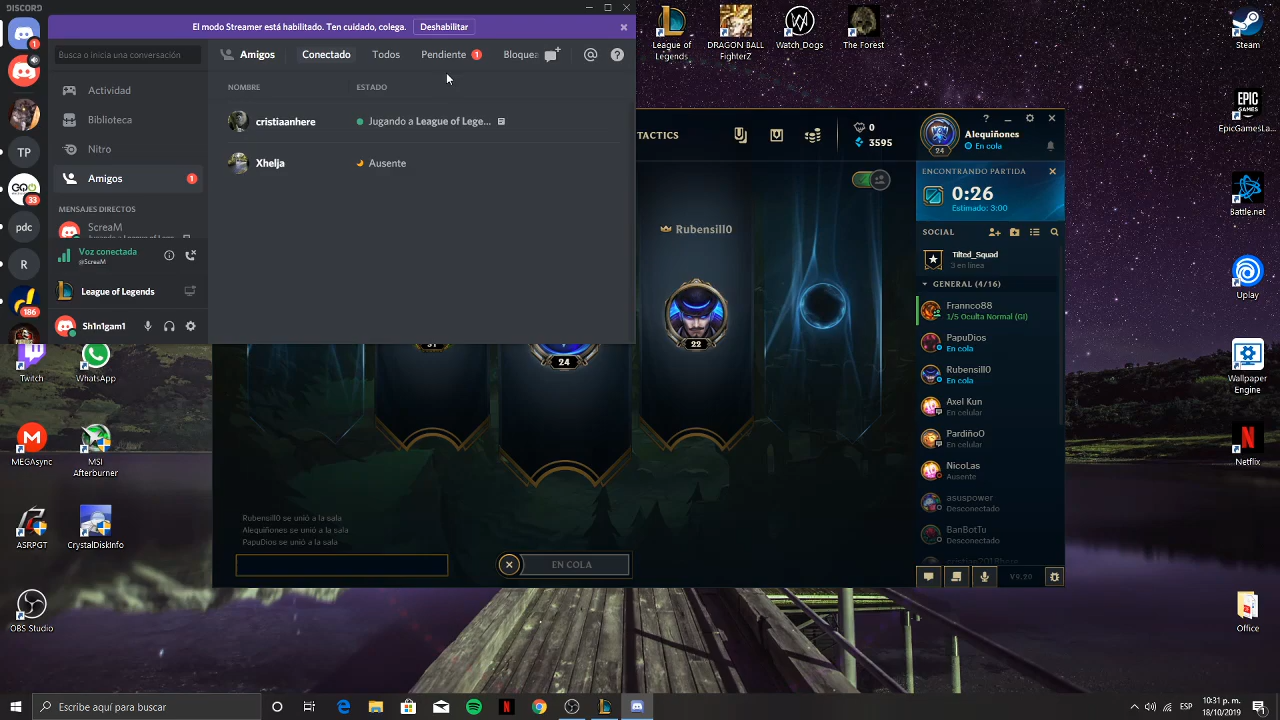 DISCORD
El modo Streamer está habilitado. Ten cuidado, colega. Deshabilitar
Busca o inicia una conversación
Amigos Conectado Todos Pendiente 1 Bloquea
NOMBRE ESTADO
Actividad
Biblioteca
Nitro
Amigos 1
MENSAJES DIRECTOS
ScreaM
Voz conectada
@ScreaM
League of Legends
Sh1n1gam1
1
TP
33
pdc
R
186
cristiaanhere Jugando a League of Lege...
Xhelja Ausente
League of Legends
DRAGON BALL FighterZ
Watch_Dogs
The Forest
Steam
EpicGamesLa...
Battle.net
Uplay
Wallpaper Engine
Netflix
Office
TACTICS
0
3595
24
Alequiñones
En cola
ENCONTRANDO PARTIDA
0:26
Estimado: 3:00
SOCIAL
Tilted_Squad
3 en línea
GENERAL (4/16)
Frannco88
1/5 Oculta Normal (GI)
PapuDios
En cola
Rubensill0
En cola
Axel Kun
En celular
Pardiño0
En celular
NicoLas
Ausente
asuspower
Desconectado
BanBotTu
Desconectado
V9.20
Rubensill0
22
24
31
Rubensill0 se unió a la sala
Alequiñones se unió a la sala
PapuDios se unió a la sala
EN COLA
Twitch
WhatsApp
MEGAsync
MSI Afterburner
ASRPGT
CrystalDiskInfo
OBS Studio
Escribe aquí para buscar
ESP
10:31 p. m.
18/10/2019